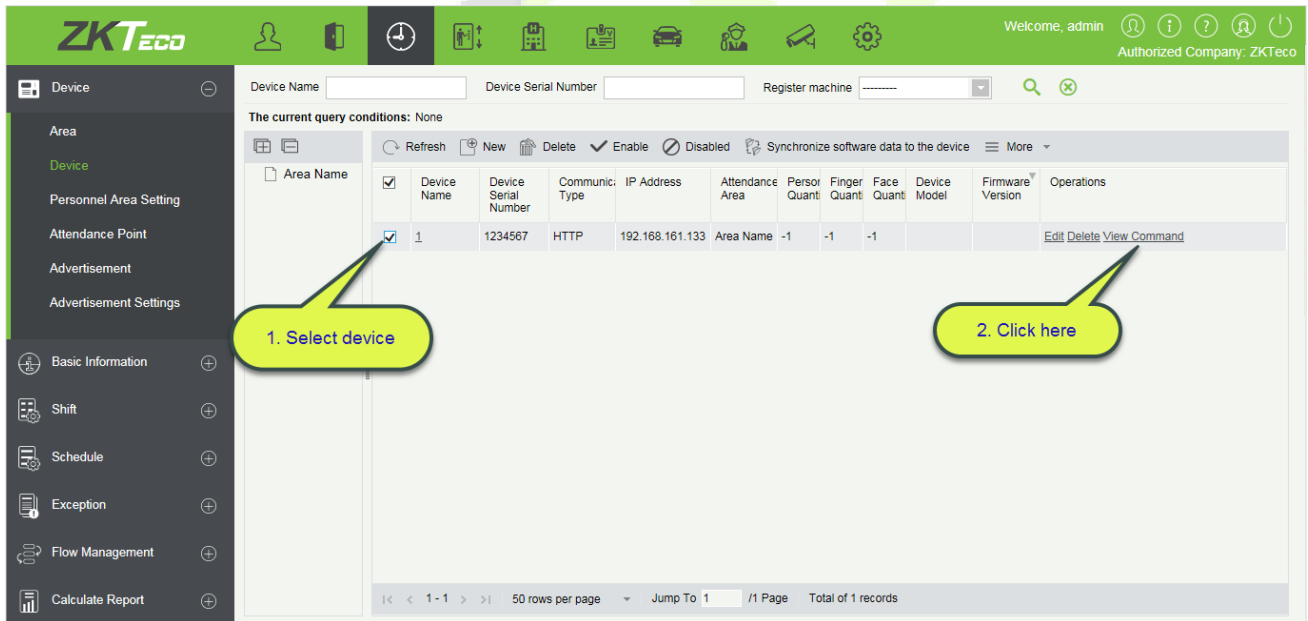 ZKTECO
Welcome, admin
Authorized Company: ZKTeco
Device
Area
Device
Personnel Area Setting
Attendance Point
Advertisement
Advertisement Settings
Basic Information
Shift
Schedule
Exception
Flow Management
Calculate Report
Device Name Device Serial Number Register machine ---------
The current query conditions: None
Refresh New Delete Enable Disabled Synchronize software data to the device More
Area Name
Device Name Device Serial Number Communica Type IP Address Attendance Area Person Quanti Finger Quanti Face Quanti Device Model Firmware Version Operations
1 1234567 HTTP 192.168.161.133 Area Name -1 -1 -1 Edit Delete View Command
1. Select device
2. Click here
1 - 1 50 rows per page Jump To 1 /1 Page Total of 1 records